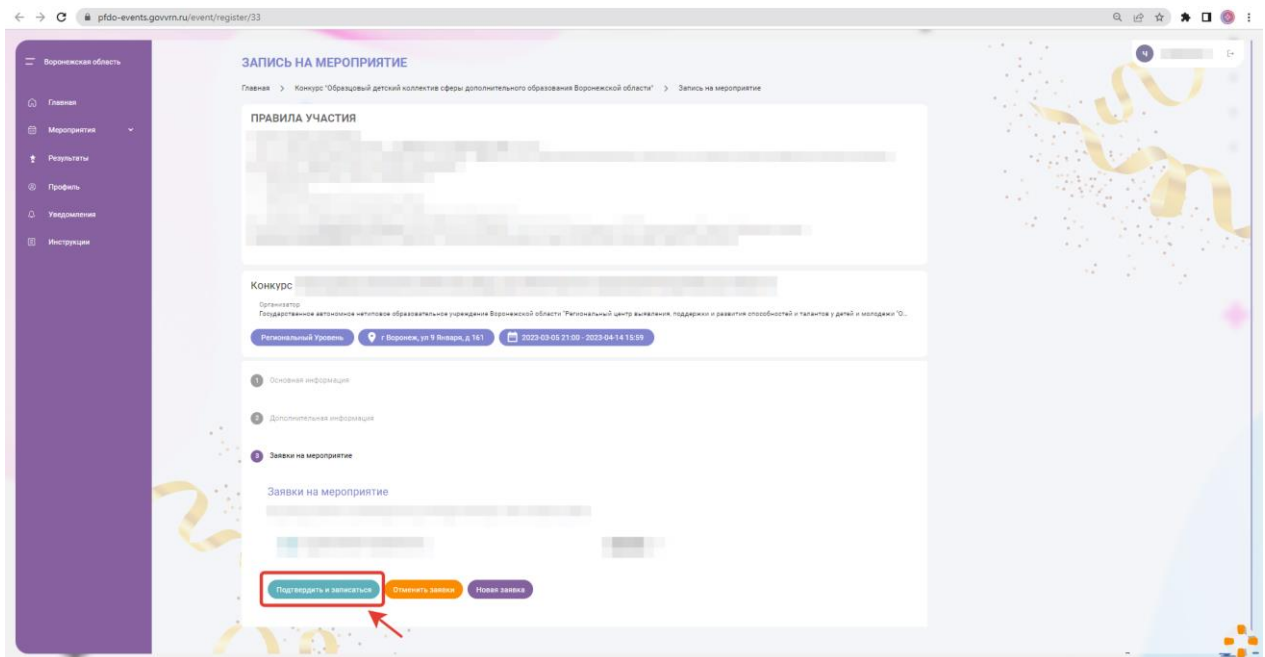 pfdo-events.govvrn.ru/event/register/33
Воронежская область
Ч
Главная
Мероприятия
Результаты
Профиль
Уведомления
Инструкции
ЗАПИСЬ НА МЕРОПРИЯТИЕ
Главная > Конкурс "Образцовый детский коллектив сферы дополнительного образования Воронежской области" > Запись на мероприятие
ПРАВИЛА УЧАСТИЯ
Конкурс
Организатор
Государственное автономное нетиповое образовательное учреждение Воронежской области "Региональный центр выявления, поддержки и развития способностей и талантов у детей и молодежи "О...
Региональный Уровень
г Воронеж, ул 9 Января, д 161
2023-03-05 21:00 - 2023-04-14 15:59
1 Основная информация
2 Дополнительная информация
3 Заявки на мероприятие
Заявки на мероприятие
Подтвердить и записаться
Отменить заявки
Новая заявка